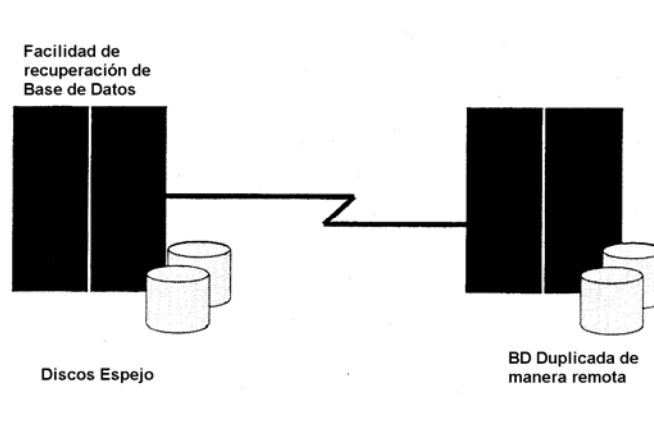 Facilidad de
recuperación de
Base de Datos
Discos Espejo
BD Duplicada de
manera remota